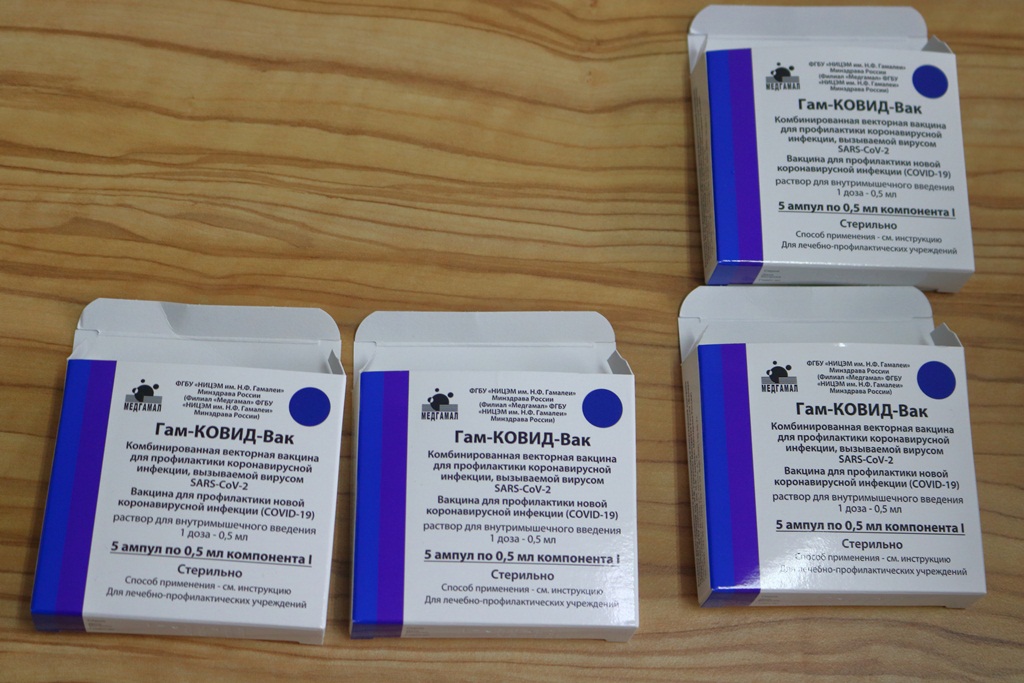 МЕДГАМАЛ
ФГБУ «НИЦЭМ им. Н.Ф. Гамалеи»
Минздрава России
(Филиал «Медгамал» ФГБУ
«НИЦЭМ им. Н.Ф. Гамалеи»
Минздрава России)
Гам-КОВИД-Вак
Комбинированная векторная вакцина
для профилактики коронавирусной
инфекции, вызываемой вирусом
SARS-CoV-2
Вакцина для профилактики новой
коронавирусной инфекции (COVID-19)
раствор для внутримышечного введения
1 доза - 0,5 мл
5 ампул по 0,5 мл компонента I
Стерильно
Способ применения - см. инструкцию
Для лечебно-профилактических учреждений
МЕДГАМАЛ
ФГБУ «НИЦЭМ им. Н.Ф. Гамалеи»
Минздрава России
(Филиал «Медгамал» ФГБУ
«НИЦЭМ им. Н.Ф. Гамалеи»
Минздрава России)
Гам-КОВИД-Вак
Комбинированная векторная вакцина
для профилактики коронавирусной
инфекции, вызываемой вирусом
SARS-CoV-2
Вакцина для профилактики новой
коронавирусной инфекции (COVID-19)
раствор для внутримышечного введения
1 доза - 0,5 мл
5 ампул по 0,5 мл компонента I
Стерильно
Способ применения - см. инструкцию
Для лечебно-профилактических учреждений
МЕДГАМАЛ
ФГБУ «НИЦЭМ им. Н.Ф. Гамалеи»
Минздрава России
(Филиал «Медгамал» ФГБУ
«НИЦЭМ им. Н.Ф. Гамалеи»
Минздрава России)
Гам-КОВИД-Вак
Комбинированная векторная вакцина
для профилактики коронавирусной
инфекции, вызываемой вирусом
SARS-CoV-2
Вакцина для профилактики новой
коронавирусной инфекции (COVID-19)
раствор для внутримышечного введения
1 доза - 0,5 мл
5 ампул по 0,5 мл компонента I
Стерильно
Способ применения - см. инструкцию
Для лечебно-профилактических учреждений
МЕДГАМАЛ
ФГБУ «НИЦЭМ им. Н.Ф. Гамалеи»
Минздрава России
(Филиал «Медгамал» ФГБУ
«НИЦЭМ им. Н.Ф. Гамалеи»
Минздрава России)
Гам-КОВИД-Вак
Комбинированная векторная вакцина
для профилактики коронавирусной
инфекции, вызываемой вирусом
SARS-CoV-2
Вакцина для профилактики новой
коронавирусной инфекции (COVID-19)
раствор для внутримышечного введения
1 доза - 0,5 мл
5 ампул по 0,5 мл компонента I
Стерильно
Способ применения - см. инструкцию
Для лечебно-профилактических учреждений